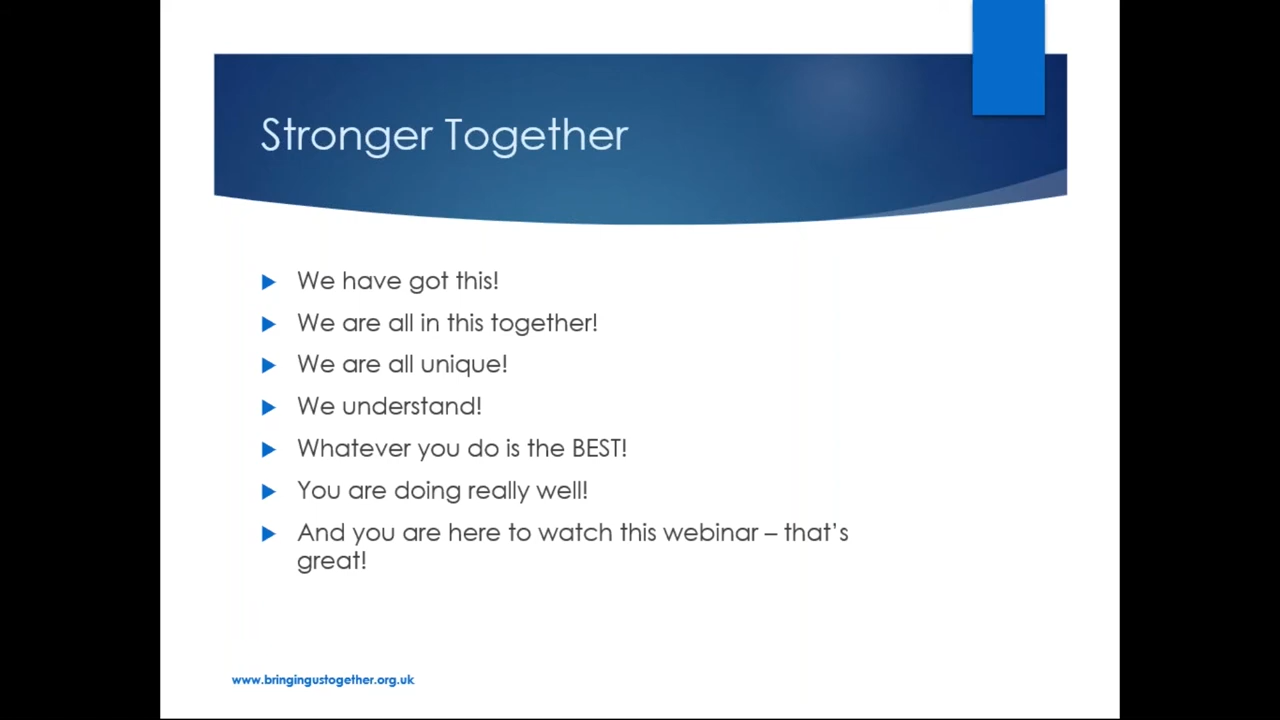 Stronger Together
We have got this!
We are all in this together!
We are all unique!
We understand!
Whatever you do is the BEST!
You are doing really well!
And you are here to watch this webinar – that’s
great!
www.bringingustogether.org.uk